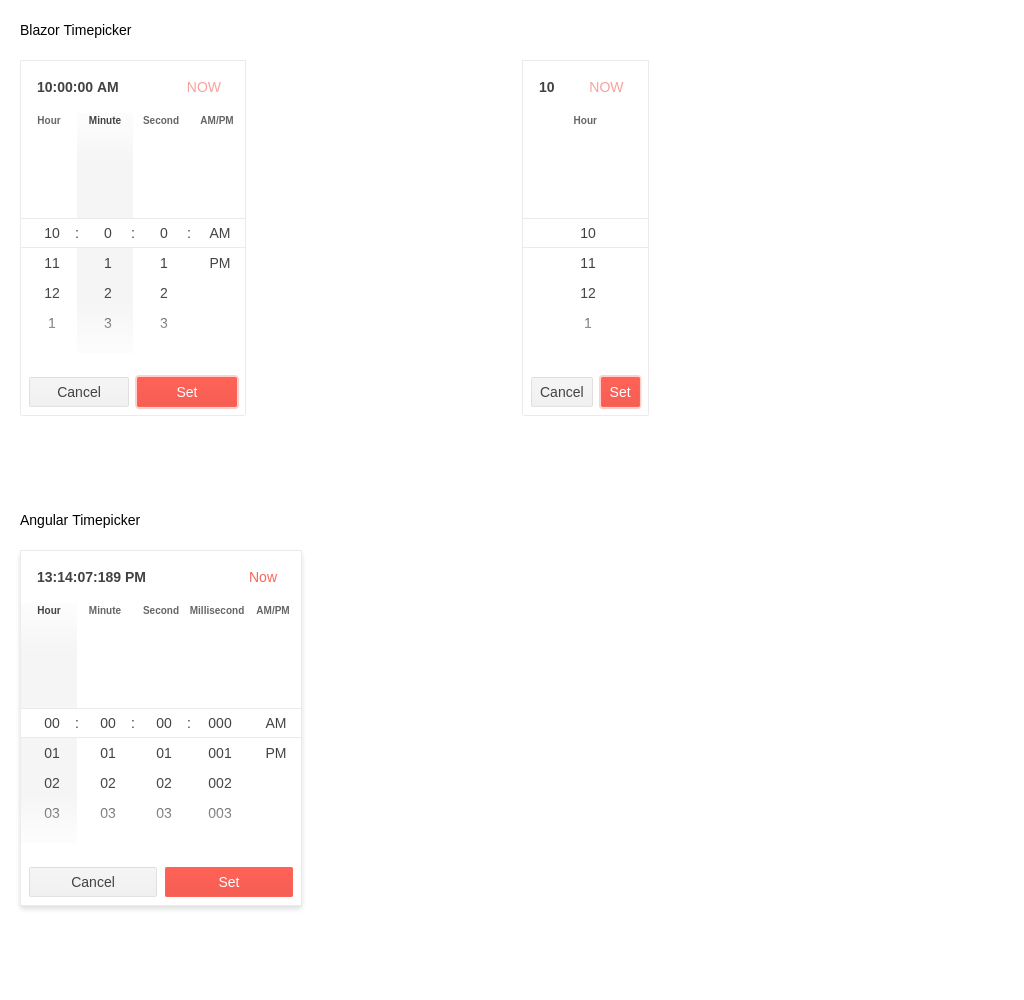 Blazor Timepicker
10:00:00 AM NOW
Hour Minute Second AM/PM
10 : 0 : 0 : AM
11 1 1 PM
12 2 2
1 3 3
Cancel Set
10 NOW
Hour
10
11
12
1
Cancel Set
Angular Timepicker
13:14:07:189 PM Now
Hour Minute Second Millisecond AM/PM
00 : 00 : 00 : 000 AM
01 01 01 001 PM
02 02 02 002
03 03 03 003
Cancel Set